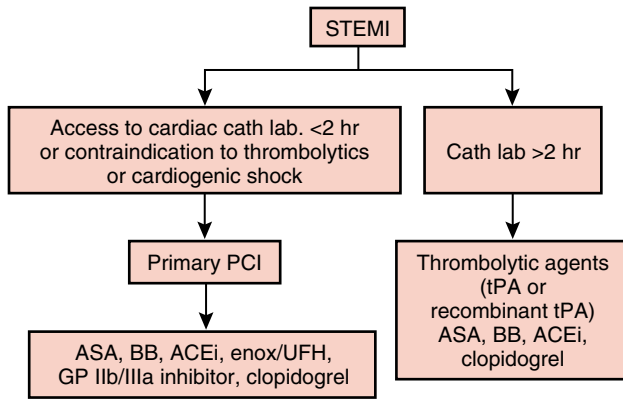 STEMI
Access to cardiac cath lab. <2 hr
or contraindication to thrombolytics
or cardiogenic shock
Cath lab >2 hr
Primary PCI
Thrombolytic agents
(tPA or
recombinant tPA)
ASA, BB, ACEi,
clopidogrel
ASA, BB, ACEi, enox/UFH,
GP IIb/IIIa inhibitor, clopidogrel